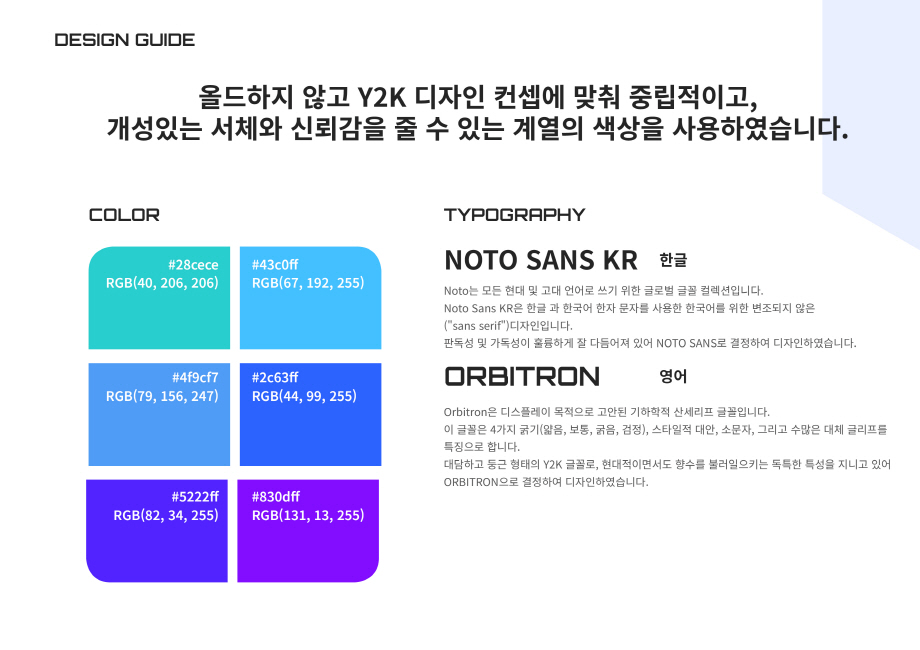 DESIGN GUIDE
올드하지 않고 Y2K 디자인 컨셉에 맞춰 중립적이고,
개성있는 서체와 신뢰감을 줄 수 있는 계열의 색상을 사용하였습니다.
COLOR
#28cece
RGB(40, 206, 206)
#43c0ff
RGB(67, 192, 255)
#4f9cf7
RGB(79, 156, 247)
#2c63ff
RGB(44, 99, 255)
#5222ff
RGB(82, 34, 255)
#830dff
RGB(131, 13, 255)
TYPOGRAPHY
NOTO SANS KR 한글
Noto는 모든 현대 및 고대 언어로 쓰기 위한 글로벌 글꼴 컬렉션입니다.
Noto Sans KR은 한글 과 한국어 한자 문자를 사용한 한국어를 위한 변조되지 않은
("sans serif")디자인입니다.
판독성 및 가독성이 훌륭하게 잘 다듬어져 있어 NOTO SANS로 결정하여 디자인하였습니다.
ORBITRON 영어
Orbitron은 디스플레이 목적으로 고안된 기하학적 산세리프 글꼴입니다.
이 글꼴은 4가지 굵기(얇음, 보통, 굵음, 검정), 스타일적 대안, 소문자, 그리고 수많은 대체 글리프를
특징으로 합니다.
대담하고 둥근 형태의 Y2K 글꼴로, 현대적이면서도 향수를 불러일으키는 독특한 특성을 지니고 있어
ORBITRON으로 결정하여 디자인하였습니다.